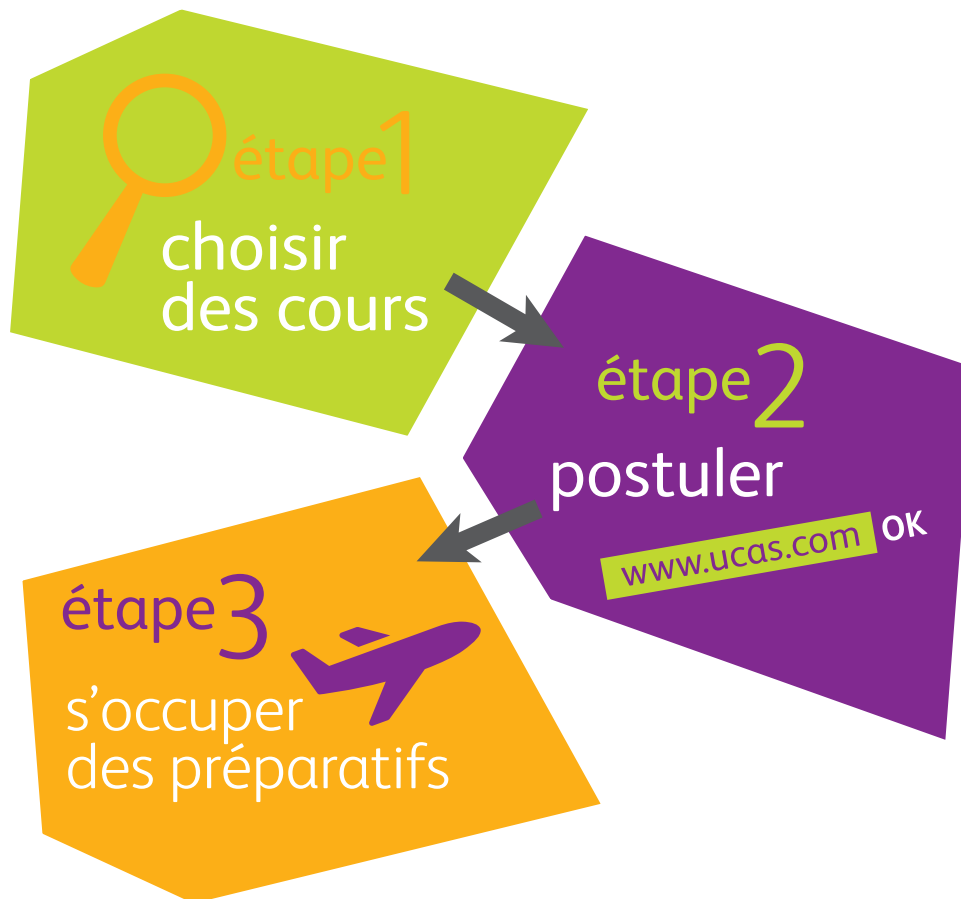 étape1
choisir
des cours
étape2
postuler
www.ucas.com OK
étape3
s'occuper
des préparatifs